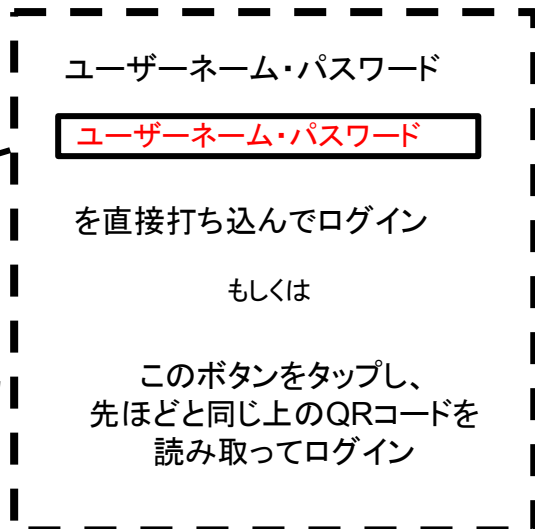 ユーザーネーム・パスワード
ユーザーネーム・パスワード
を直接打ち込んでログイン
もしくは
このボタンをタップし、
先ほどと同じ上のQRコードを
読み取ってログイン